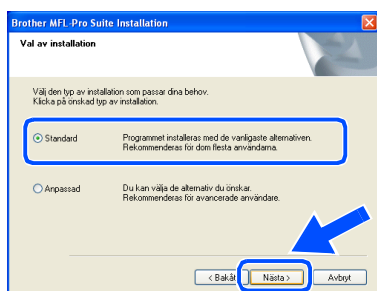 Brother MFL-Pro Suite Installation
Val av installation
Välj den typ av installation som passar dina behov.
Klicka på önskad typ av installation.
Standard
Programmet installeras med de vanligaste alternativen.
Rekommenderas för dom flesta användarna.
Anpassad
Du kan välja de alternativ du önskar.
Rekommenderas för avancerade användare.
< Bakåt
Nästa >
Avbryt